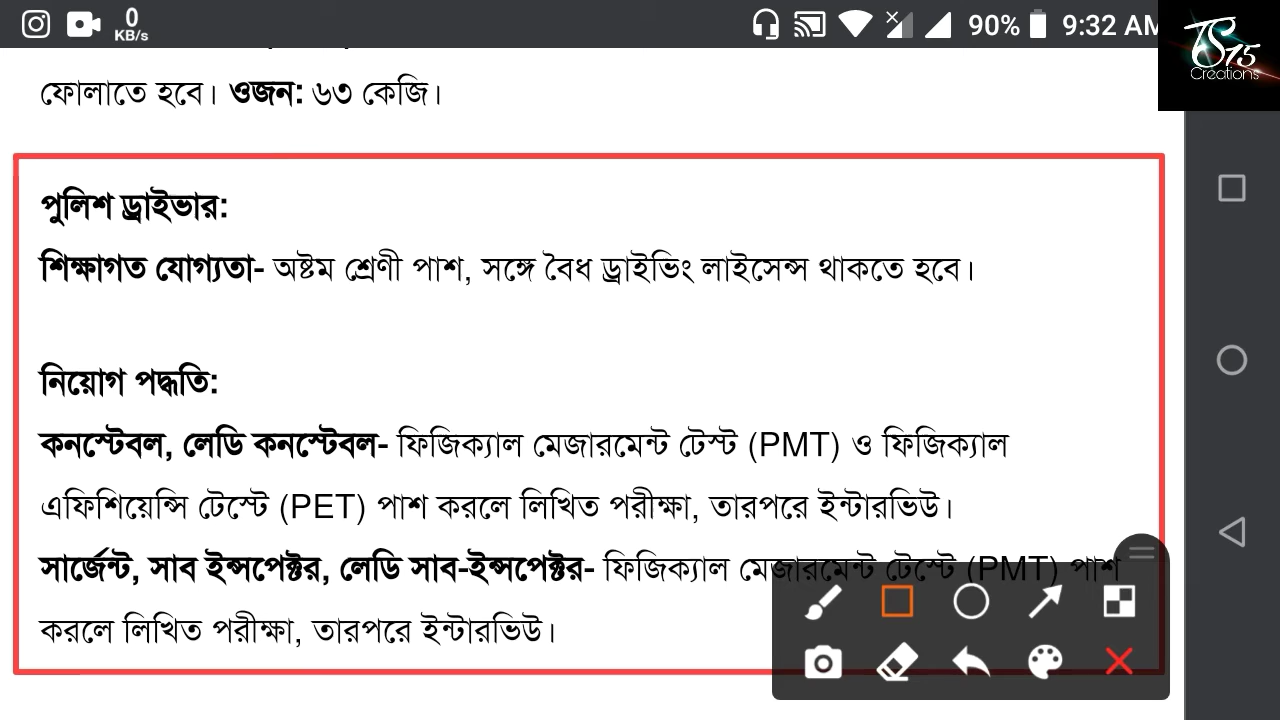 0
KB/s
90%
9:32 AM
TS15
Creations
ফোলাতে হবে। ওজন: ৬৩ কেজি।
পুলিশ ড্রাইভার:
শিক্ষাগত যোগ্যতা- অষ্টম শ্রেণী পাশ, সঙ্গে বৈধ ড্রাইভিং লাইসেন্স থাকতে হবে।
নিয়োগ পদ্ধতি:
কনস্টেবল, লেডি কনস্টেবল- ফিজিক্যাল মেজারমেন্ট টেস্ট (PMT) ও ফিজিক্যাল
এফিশিয়েন্সি টেস্টে (PET) পাশ করলে লিখিত পরীক্ষা, তারপরে ইন্টারভিউ।
সার্জেন্ট, সাব ইন্সপেক্টর, লেডি সাব-ইন্সপেক্টর- ফিজিক্যাল মেজারমেন্ট টেস্টে (PMT) পাশ
করলে লিখিত পরীক্ষা, তারপরে ইন্টারভিউ।